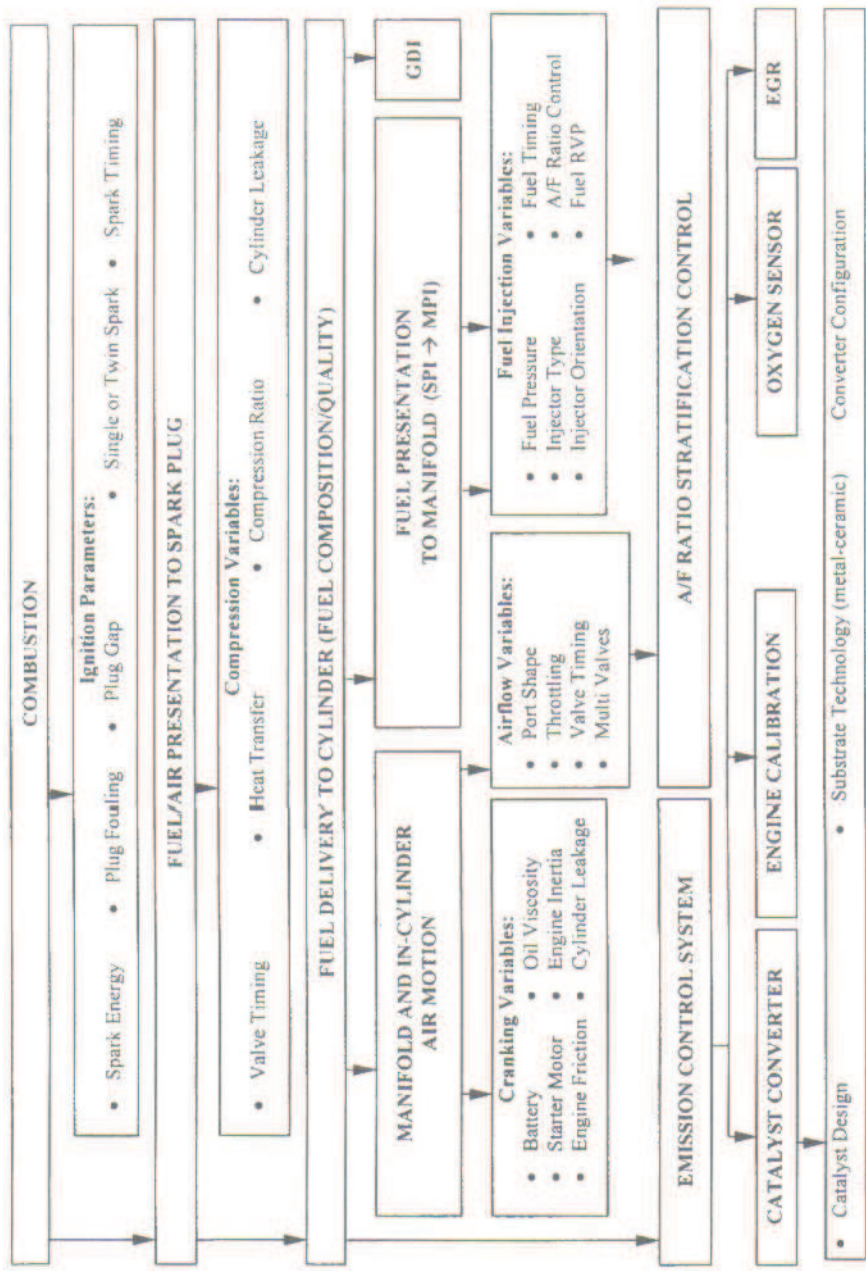 COMBUSTION
Ignition Parameters:
• Spark Energy • Plug Fouling • Plug Gap • Single or Twin Spark • Spark Timing
FUEL/AIR PRESENTATION TO SPARK PLUG
Compression Variables:
• Valve Timing • Heat Transfer • Compression Ratio • Cylinder Leakage
FUEL DELIVERY TO CYLINDER (FUEL COMPOSITION/QUALITY)
MANIFOLD AND IN-CYLINDER
AIR MOTION
FUEL PRESENTATION
TO MANIFOLD (SPI → MPI)
GDI
Cranking Variables:
• Battery • Oil Viscosity
• Starter Motor • Engine Inertia
• Engine Friction • Cylinder Leakage
Airflow Variables:
• Port Shape
• Throttling
• Valve Timing
• Multi Valves
Fuel Injection Variables:
• Fuel Pressure • Fuel Timing
• Injector Type • A/F Ratio Control
• Injector Orientation • Fuel RVP
EMISSION CONTROL SYSTEM
A/F RATIO STRATIFICATION CONTROL
CATALYST CONVERTER
ENGINE CALIBRATION
OXYGEN SENSOR
EGR
• Catalyst Design • Substrate Technology (metal-ceramic) Converter Configuration